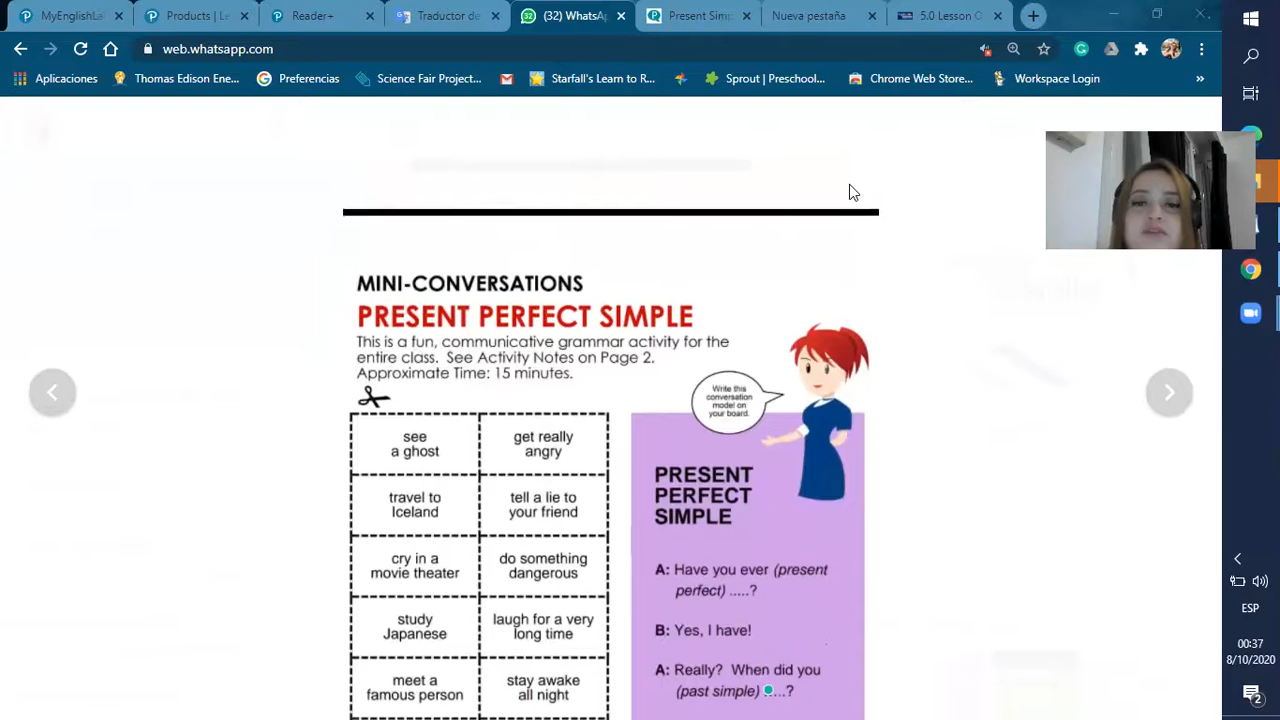 MyEnglishLa
Products | Le
Reader+
Traductor de
(32) WhatsA
Present Sim
Nueva pestaña
5.0 Lesson C
web.whatsapp.com
Aplicaciones
Thomas Edison Ene...
Preferencias
Science Fair Project...
Starfall's Learn to R...
Sprout | Preschool...
Chrome Web Store...
Workspace Login
»
MINI-CONVERSATIONS
PRESENT PERFECT SIMPLE
This is a fun, communicative grammar activity for the
entire class. See Activity Notes on Page 2.
Approximate Time: 15 minutes.
Write this
conversation
model on
your board.
see
a ghost
get really
angry
travel to
Iceland
tell a lie to
your friend
cry in a
movie theater
do something
dangerous
study
Japanese
laugh for a very
long time
meet a
famous person
stay awake
all night
PRESENT
PERFECT
SIMPLE
A: Have you ever (present
perfect) .....?
B: Yes, I have!
A: Really? When did you
(past simple) .....?
ESP
00:37
8/10/2020
2